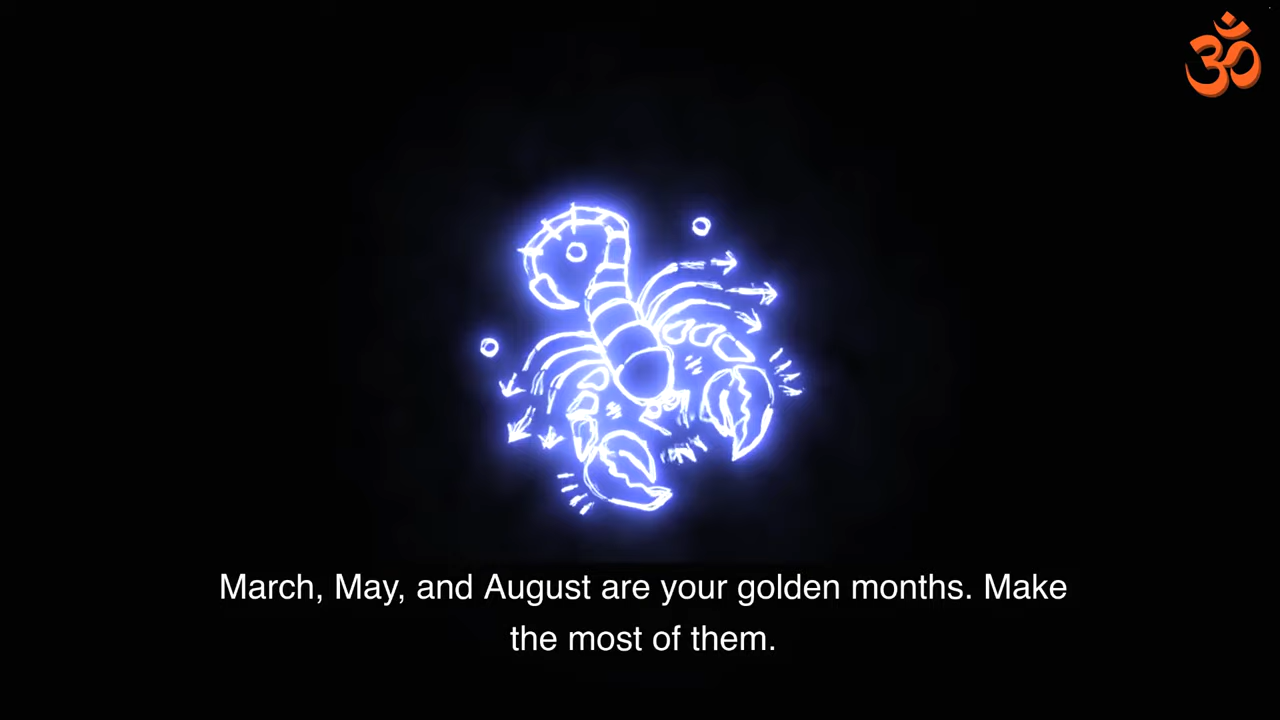 ॐ
March, May, and August are your golden months. Make
the most of them.